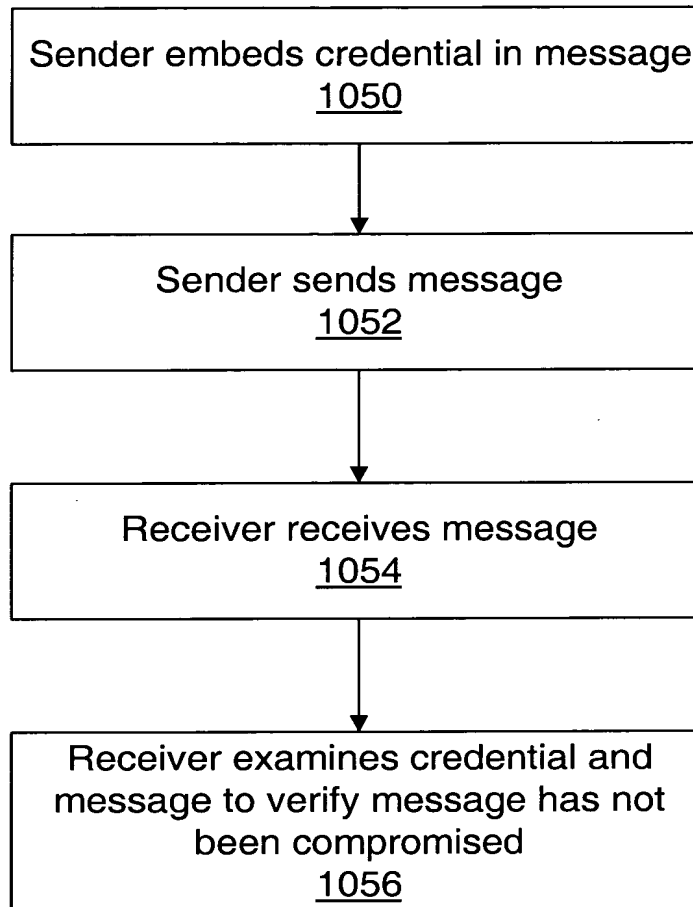 Sender embeds credential in message
1050
Sender sends message
1052
Receiver receives message
1054
Receiver examines credential and
message to verify message has not
been compromised
1056